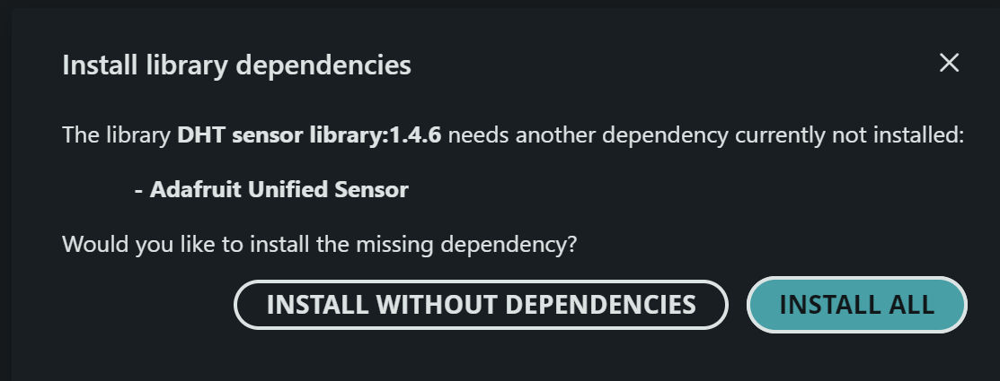 Install library dependencies
The library DHT sensor library:1.4.6 needs another dependency currently not installed:
- Adafruit Unified Sensor
Would you like to install the missing dependency?
INSTALL WITHOUT DEPENDENCIES INSTALL ALL